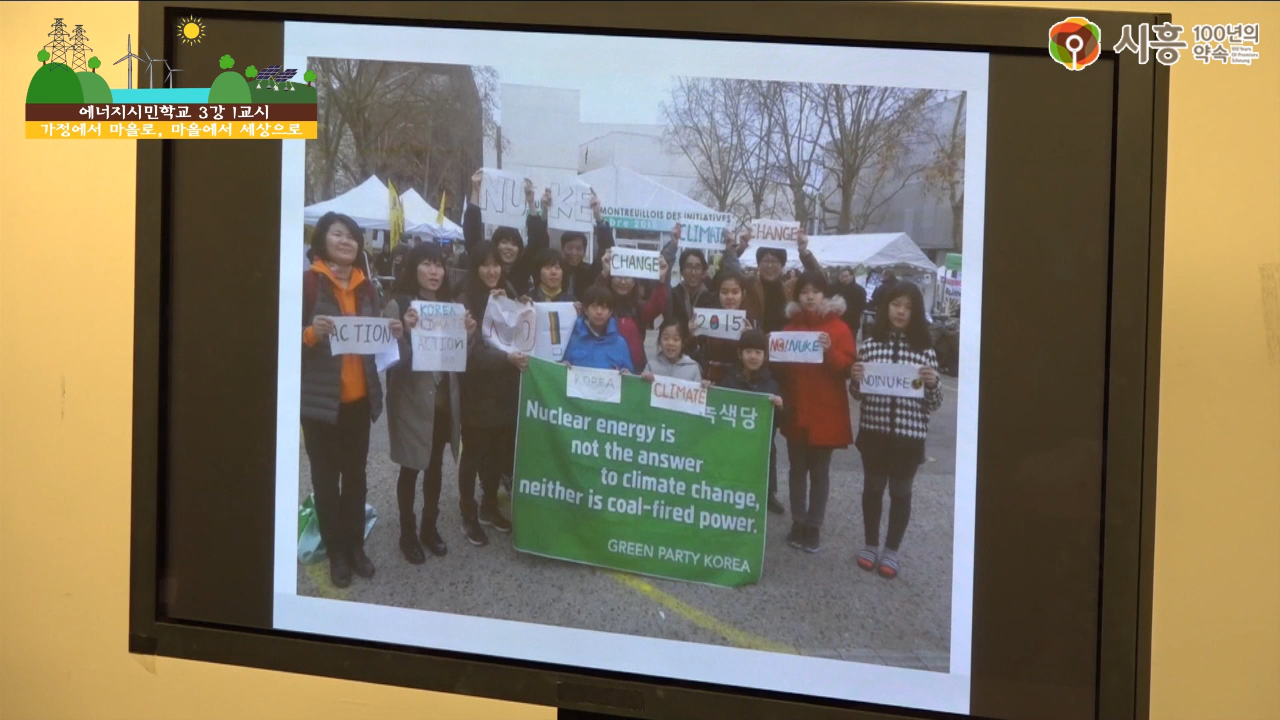 에너지시민학교 3강 1교시
가정에서 마을로, 마을에서 세상으로
시흥 100년의
약속
NUKE
MONTREUILLOIS DES INITIATIVES
CLIMATE
CHANGE
CHANGE
ACTION
KOREA
CLIMATE
ACTION
NO!
2015
NO!NUKE
NO!NUKE
KOREA
CLIMATE
녹색당
Nuclear energy is
not the answer
to climate change,
neither is coal-fired power.
GREEN PARTY KOREA